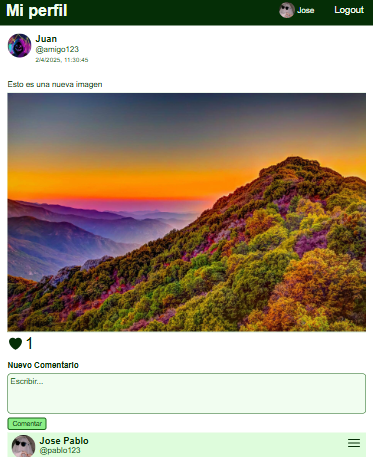 Mi perfil
Jose
Logout
Juan
@amigo123
2/4/2025, 11:30:45
Esto es una nueva imagen
1
Nuevo Comentario
Escribir...
Comentar
Jose Pablo
@pablo123